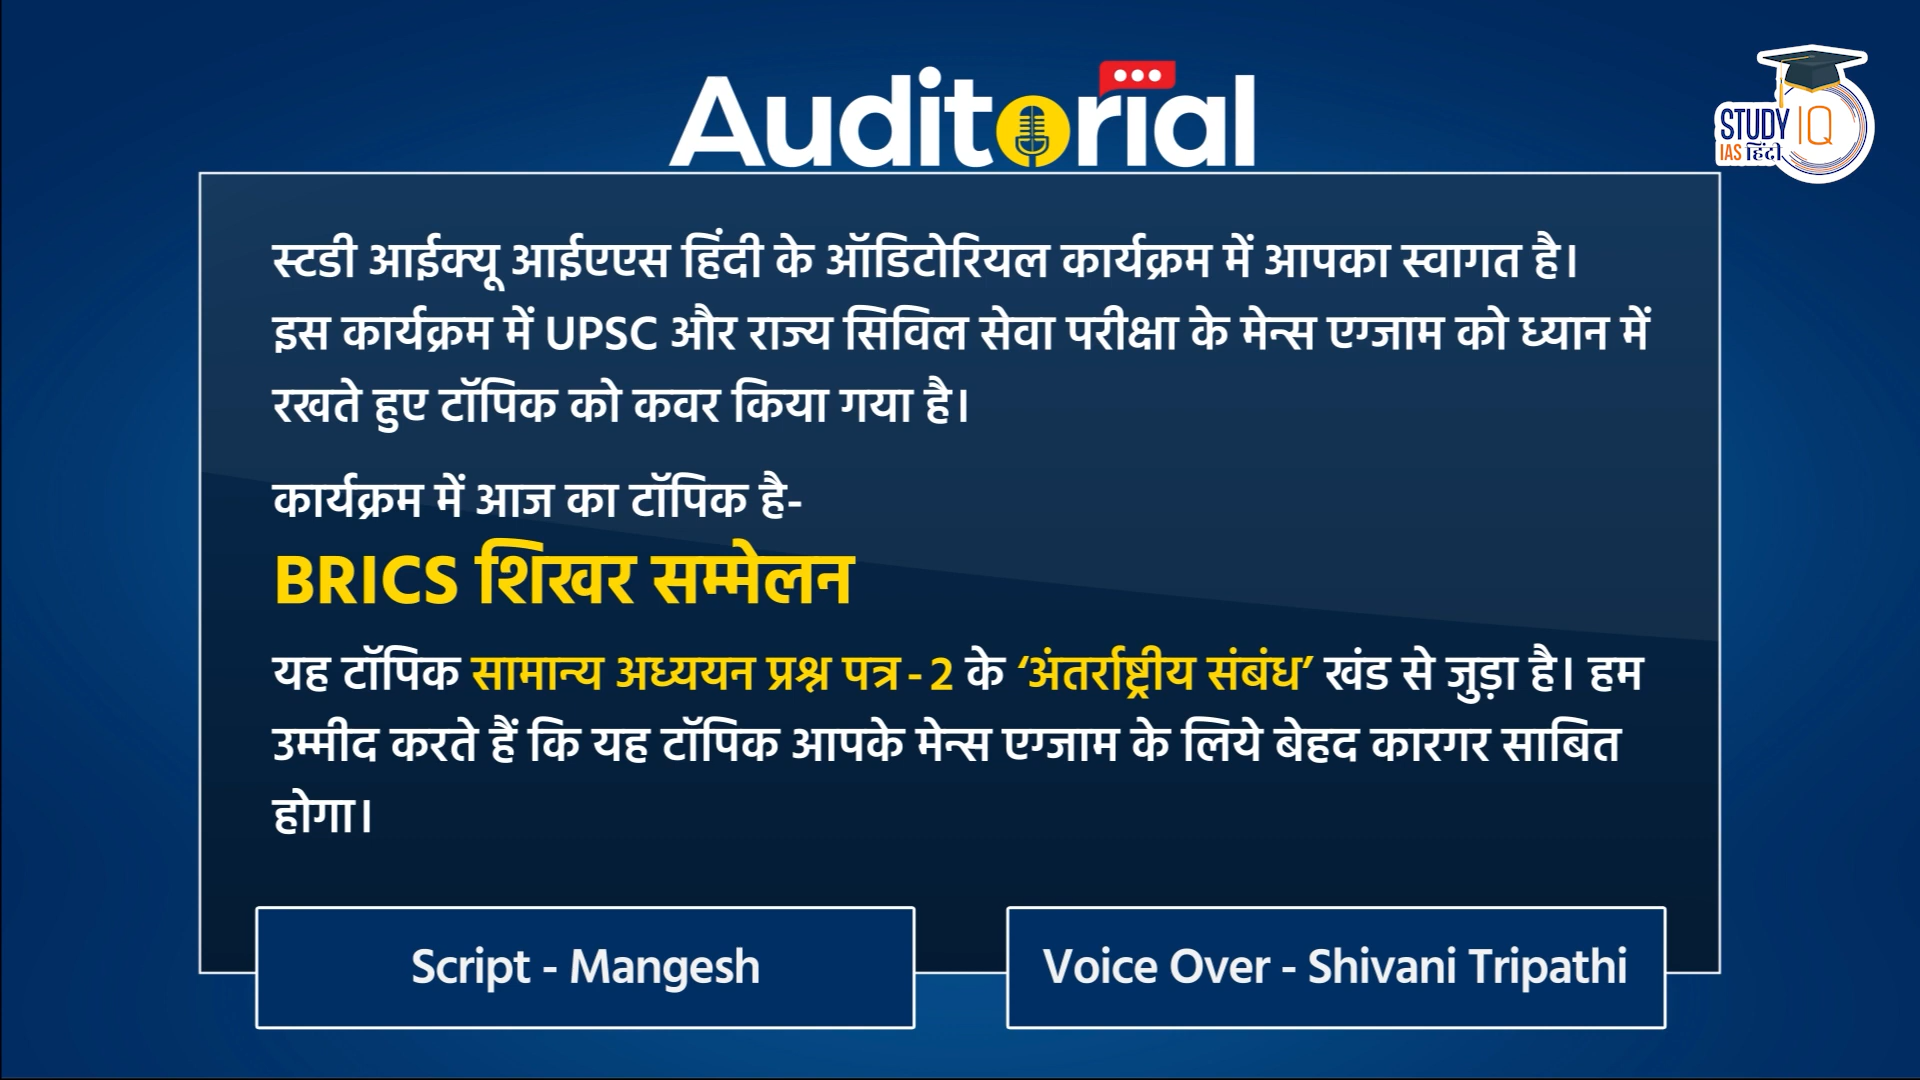 Auditorial
STUDY IQ
IAS हिंदी
स्टडी आईक्यू आईएएस हिंदी के ऑडिटोरियल कार्यक्रम में आपका स्वागत है।
इस कार्यक्रम में UPSC और राज्य सिविल सेवा परीक्षा के मेन्स एग्जाम को ध्यान में
रखते हुए टॉपिक को कवर किया गया है।
कार्यक्रम में आज का टॉपिक है-
BRICS शिखर सम्मेलन
यह टॉपिक सामान्य अध्ययन प्रश्न पत्र - 2 के ‘अंतर्राष्ट्रीय संबंध’ खंड से जुड़ा है। हम
उम्मीद करते हैं कि यह टॉपिक आपके मेन्स एग्जाम के लिये बेहद कारगर साबित
होगा।
Script - Mangesh
Voice Over - Shivani Tripathi